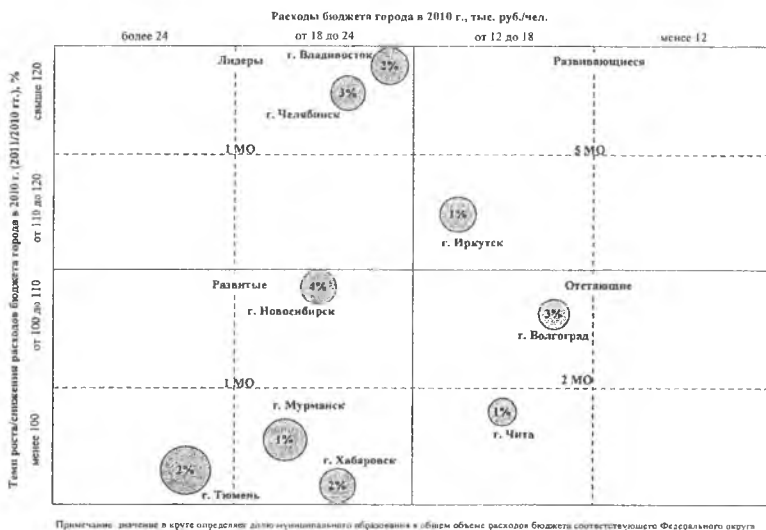 Расходы бюджета города в 2010 г., тыс. руб./чел.
более 24 от 18 до 24 от 12 до 18 менее 12
Темп роста/снижения расходов бюджета города в 2010 г. (2011/2010 гг.), %
свыше 120
от 110 до 120
от 100 до 110
менее 100
Лидеры
г. Владивосток
2%
Развивающиеся
3%
г. Челябинск
1 МО
5 МО
1%
г. Иркутск
Развитые
4%
г. Новосибирск
Отстающие
3%
г. Волгоград
1 МО
2 МО
г. Мурманск
1%
1%
г. Чита
г. Хабаровск
2%
г. Тюмень
Примечание значение в круге определяет долю муниципального образования в общем объеме расходов бюджета соответствующего Федерального округа